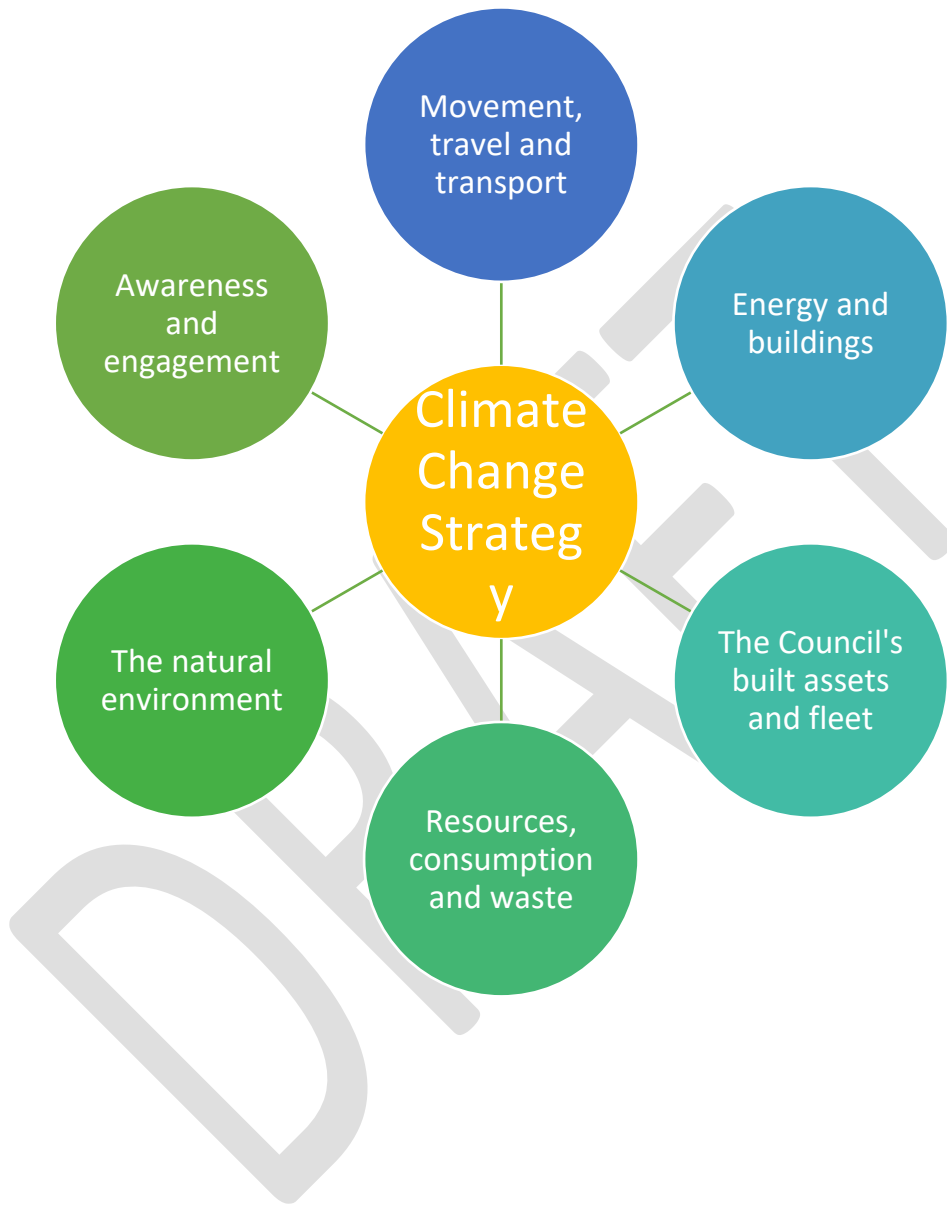 Movement,
travel and
transport
Awareness
and
engagement
Energy and
buildings
Climate
Change
Strateg
y
The natural
environment
The Council's
built assets
and fleet
Resources,
consumption
and waste
DRAFT